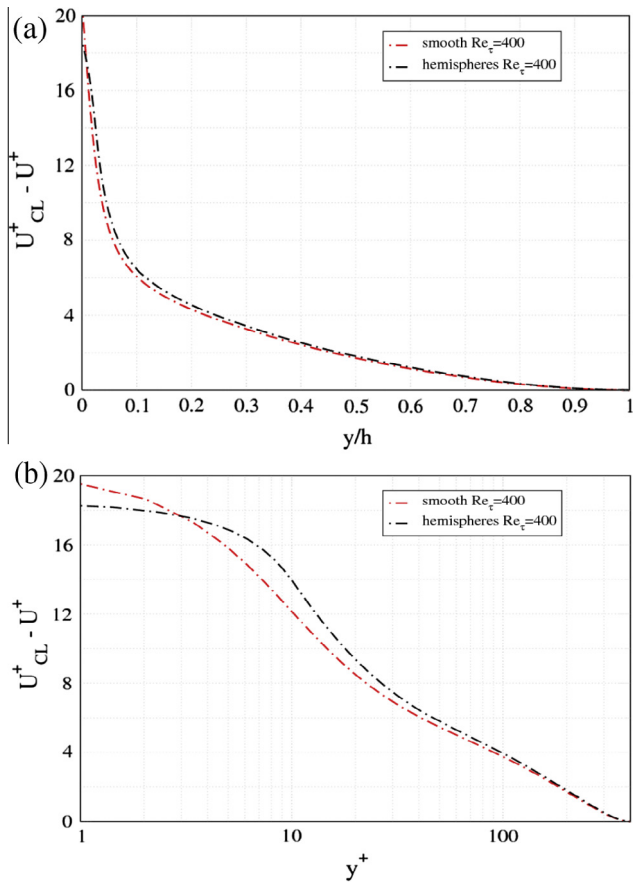 (a)
20
16
12
8
4
0
U+CL - U+
smooth Reτ=400
hemispheres Reτ=400
0 0.1 0.2 0.3 0.4 0.5 0.6 0.7 0.8 0.9 1
y/h
(b)
20
16
12
8
4
0
U+CL - U+
smooth Reτ=400
hemispheres Reτ=400
1 10 100
y+